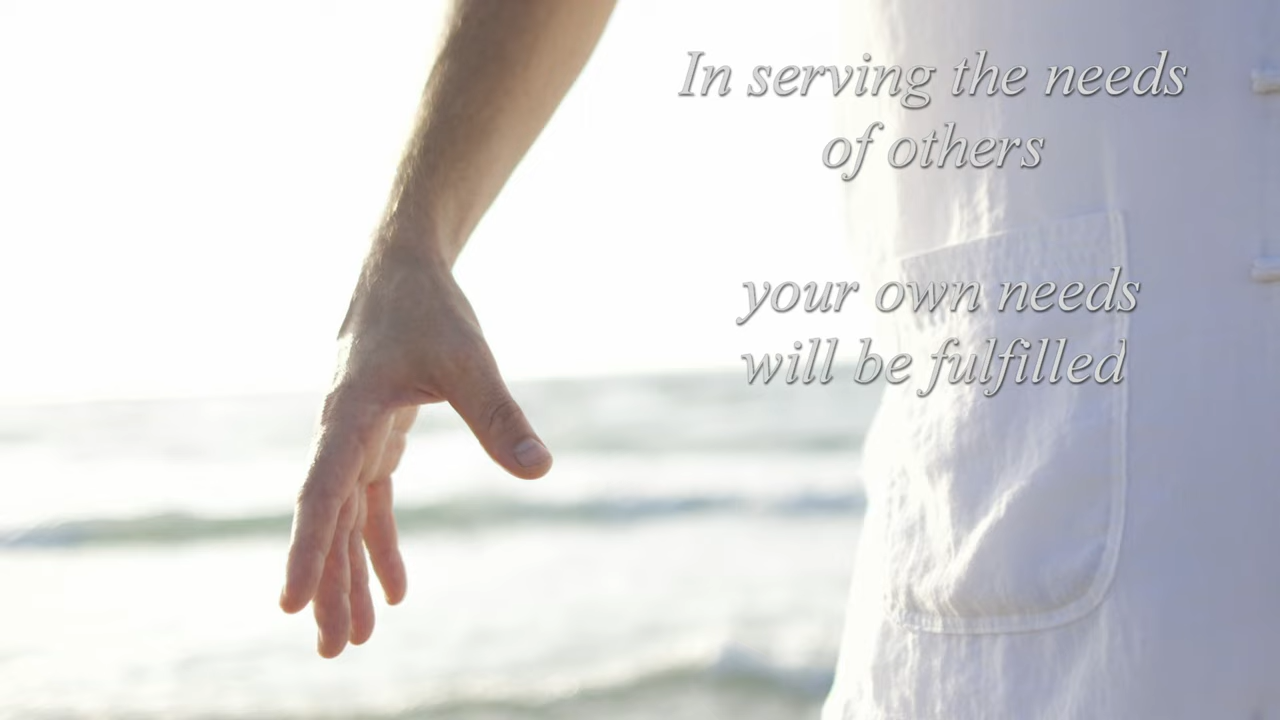 In serving the needs
of others
your own needs
will be fulfilled